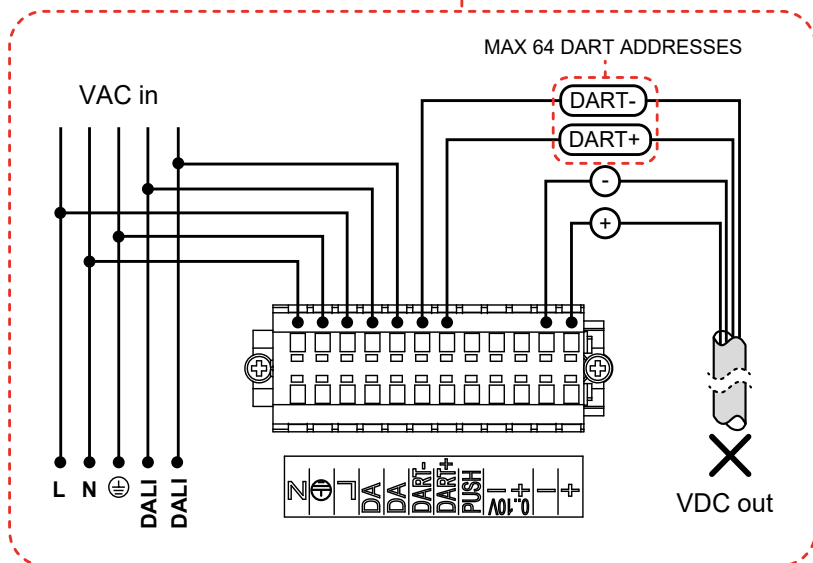 MAX 64 DART ADDRESSES
VAC in
DART-
DART+
-
+
N
L
DA
DA
DART-
DART+
PUSH
-
+
0..10V
-
+
L
N
DALI
DALI
VDC out